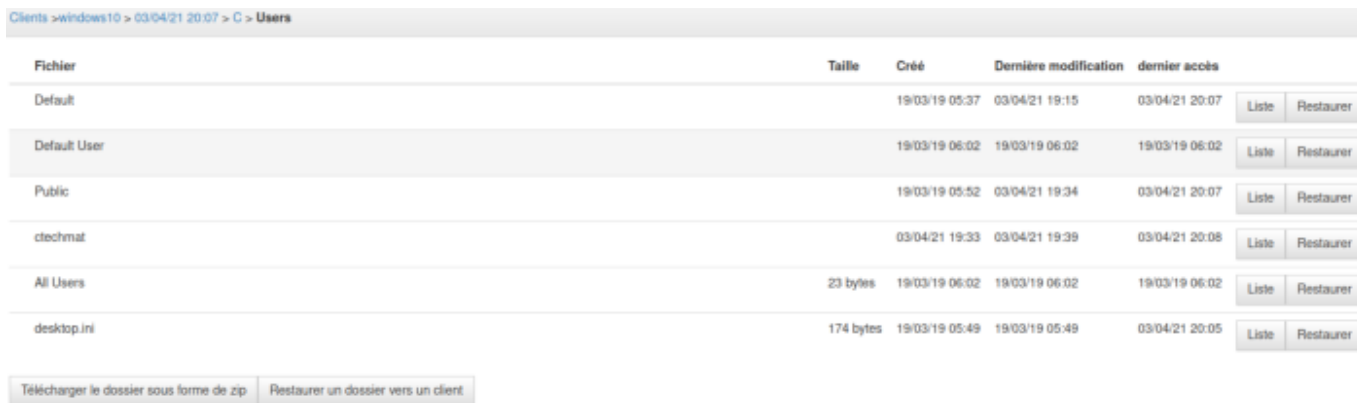 Clients >windows10 > 03/04/21 20:07 > C > Users
Fichier Taille Créé Dernière modification dernier accès
Default 19/03/19 05:37 03/04/21 19:15 03/04/21 20:07 Liste Restaurer
Default User 19/03/19 06:02 19/03/19 06:02 19/03/19 06:02 Liste Restaurer
Public 19/03/19 05:52 03/04/21 19:34 03/04/21 20:07 Liste Restaurer
ctechmat 03/04/21 19:33 03/04/21 19:39 03/04/21 20:08 Liste Restaurer
All Users 23 bytes 19/03/19 06:02 19/03/19 06:02 19/03/19 06:02 Liste Restaurer
desktop.ini 174 bytes 19/03/19 05:49 19/03/19 05:49 03/04/21 20:05 Liste Restaurer
Télécharger le dossier sous forme de zip Restaurer un dossier vers un client